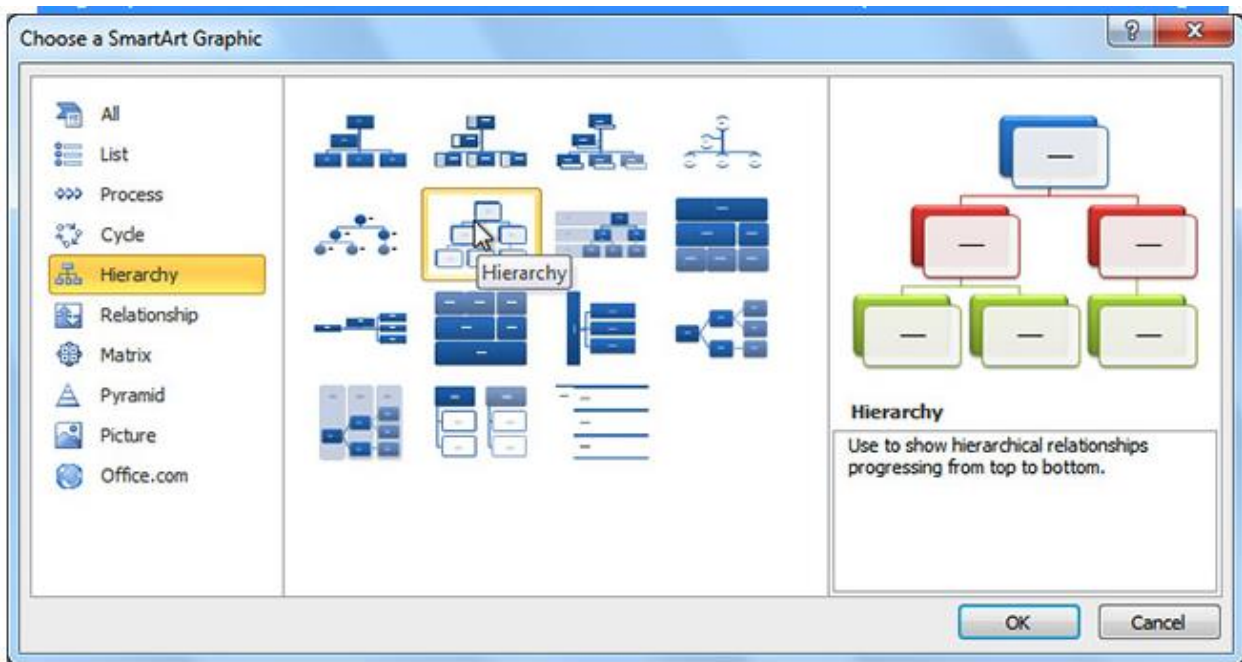 Choose a SmartArt Graphic
All
List
Process
Cycle
Hierarchy
Relationship
Matrix
Pyramid
Picture
Office.com
Hierarchy
Hierarchy
Use to show hierarchical relationships
progressing from top to bottom.
OK
Cancel